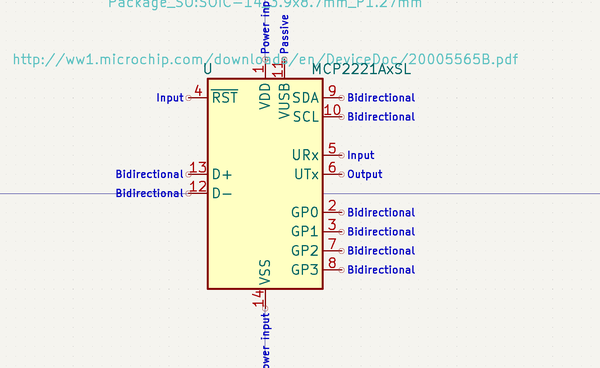 Package_SO:SOIC-14_3.9x8.7mm_P1.27mm
http://ww1.microchip.com/downloads/en/DeviceDoc/20005565B.pdf
U
MCP2221AxSL
Power inp
1
VDD
Passive
11
VUSB
Input 4 RST
SDA 9 Bidirectional
SCL 10 Bidirectional
URx 5 Input
Bidirectional 13 D+
UTx 6 Output
Bidirectional 12 D-
GP0 2 Bidirectional
GP1 3 Bidirectional
GP2 7 Bidirectional
GP3 8 Bidirectional
VSS
14
ower input